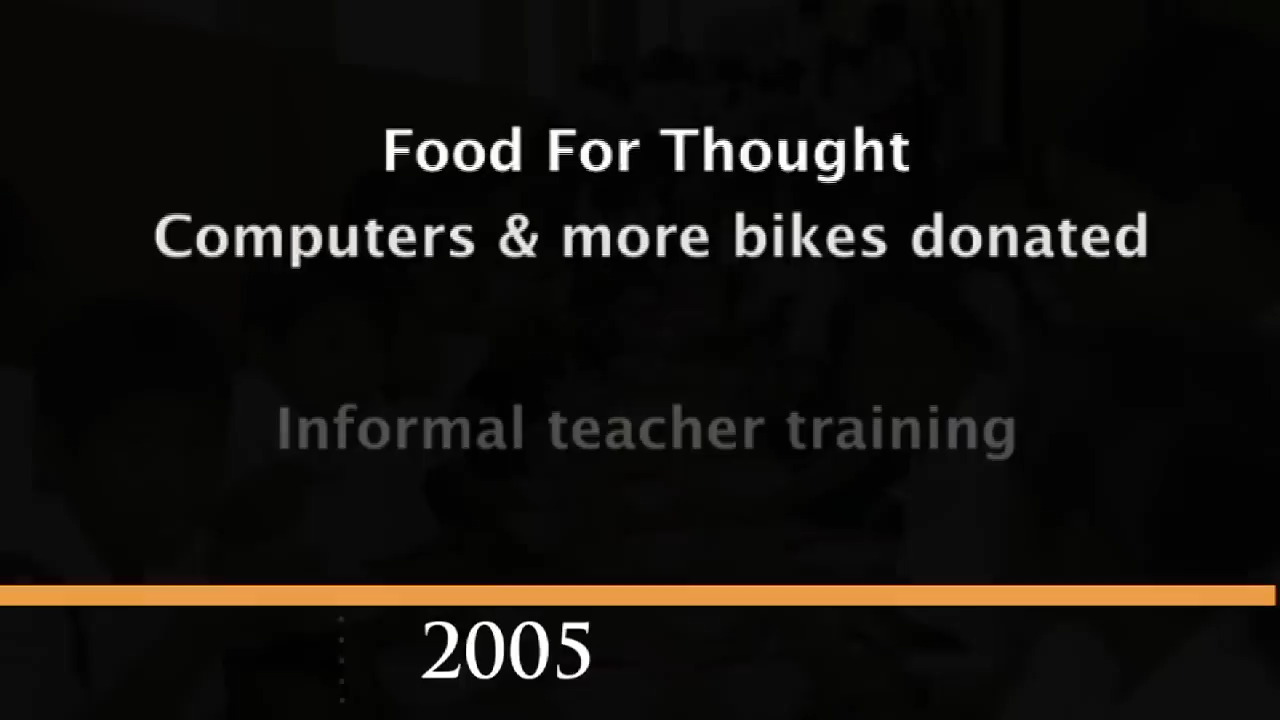 Food For Thought
Computers & more bikes donated
Informal teacher training
2005